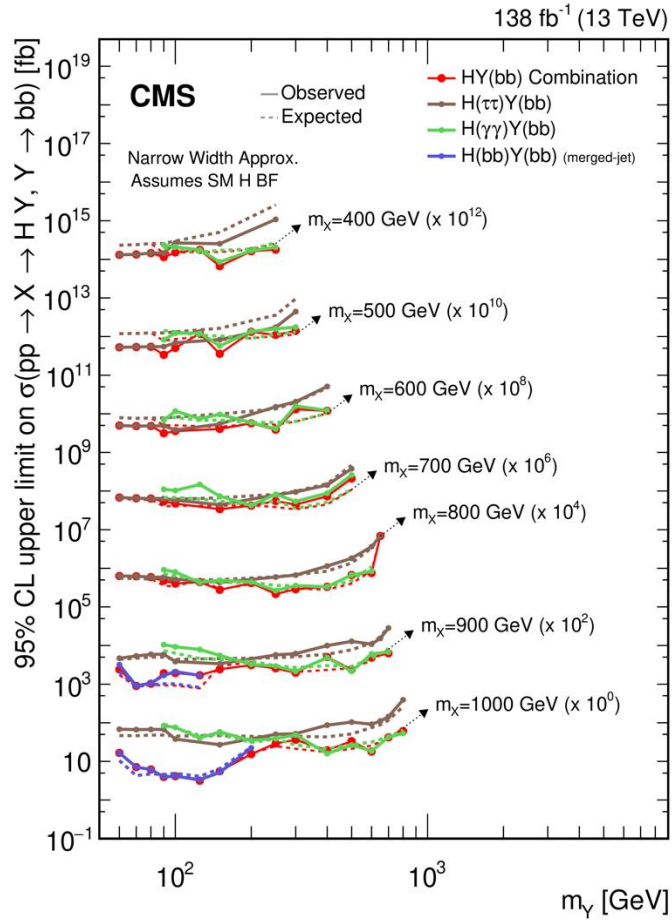 138 fb⁻¹ (13 TeV)
95% CL upper limit on σ(pp → X → H Y, Y → bb) [fb]
10¹⁹
10¹⁷
10¹⁵
10¹³
10¹¹
10⁹
10⁷
10⁵
10³
10
10⁻¹
CMS
Observed
Expected
Narrow Width Approx.
Assumes SM H BF
HY(bb) Combination
H(ττ)Y(bb)
H(γγ)Y(bb)
H(bb)Y(bb) (merged-jet)
m_X=400 GeV (x 10¹²)
m_X=500 GeV (x 10¹⁰)
m_X=600 GeV (x 10⁸)
m_X=700 GeV (x 10⁶)
m_X=800 GeV (x 10⁴)
m_X=900 GeV (x 10²)
m_X=1000 GeV (x 10⁰)
10²
10³
m_Y [GeV]